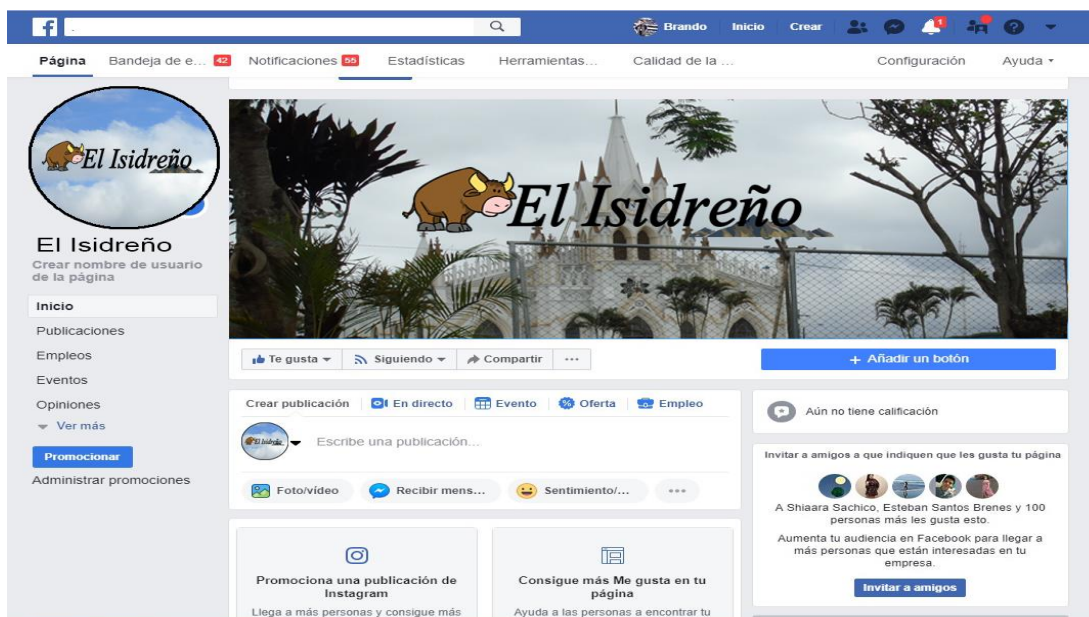 f .
Brando Inicio Crear 1 ?
Página Bandeja de e... 42 Notificaciones 55 Estadísticas Herramientas... Calidad de la ... Configuración Ayuda
El Isidreño
El Isidreño
El Isidreño
Crear nombre de usuario
de la página
Inicio
Publicaciones
Empleos
Eventos
Opiniones
Ver más
Promocionar
Administrar promociones
Te gusta Siguiendo Compartir ...
+ Añadir un botón
Crear publicación En directo Evento Oferta Empleo
El Isidreño
Escribe una publicación...
Foto/vídeo Recibir mens... Sentimiento/... ...
Promociona una publicación de
Instagram
Llega a más personas y consigue más
Consigue más Me gusta en tu
página
Ayuda a las personas a encontrar tu
Aún no tiene calificación
Invitar a amigos a que indiquen que les gusta tu página
A Shiaara Sachico, Esteban Santos Brenes y 100
personas más les gusta esto.
Aumenta tu audiencia en Facebook para llegar a
más personas que están interesadas en tu
empresa.
Invitar a amigos